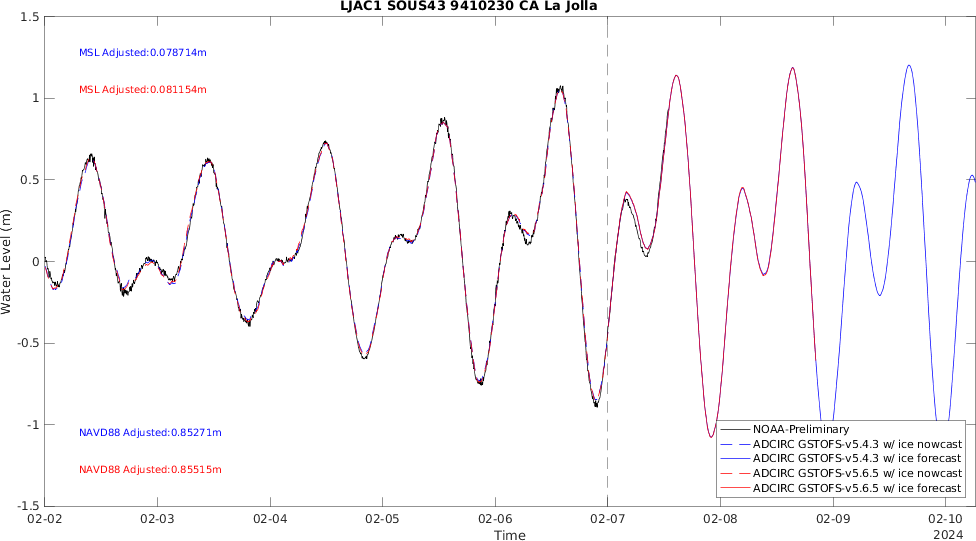 LJAC1 SOUS43 9410230 CA La Jolla
1.5
MSL Adjusted:0.078714m
MSL Adjusted:0.081154m
1
0.5
0
Water Level (m)
-0.5
-1
NAVD88 Adjusted:0.85271m
NAVD88 Adjusted:0.85515m
-1.5
NOAA-Preliminary
ADCIRC GSTOFS-v5.4.3 w/ ice nowcast
ADCIRC GSTOFS-v5.4.3 w/ ice forecast
ADCIRC GSTOFS-v5.6.5 w/ ice nowcast
ADCIRC GSTOFS-v5.6.5 w/ ice forecast
02-02 02-03 02-04 02-05 02-06 02-07 02-08 02-09 02-10
Time
2024